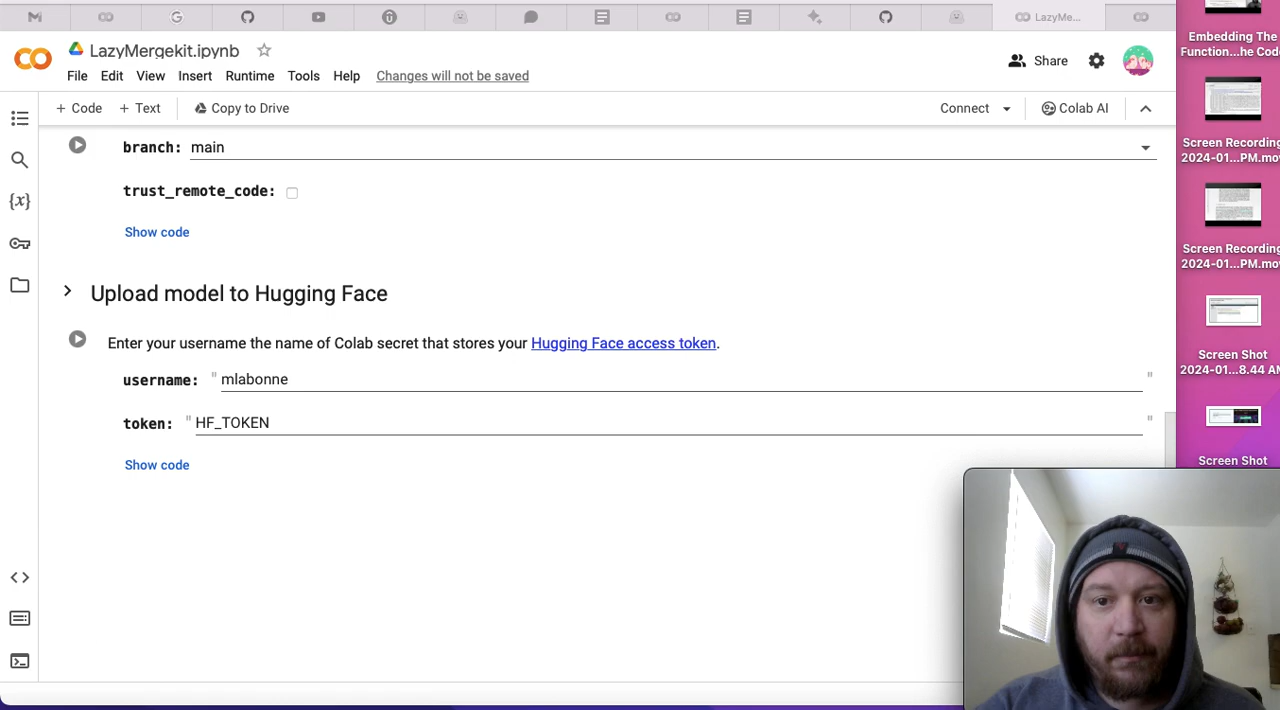 LazyMe...
LazyMergekit.ipynb
File Edit View Insert Runtime Tools Help Changes will not be saved
Share
+ Code + Text Copy to Drive
Connect Colab AI
branch: main
trust_remote_code:
Show code
Upload model to Hugging Face
Enter your username the name of Colab secret that stores your Hugging Face access token.
username: " mlabonne "
token: " HF_TOKEN "
Show code
{x}
Embedding The
Function...he Code
Screen Recording
2024-01...PM.mov
Screen Recording
2024-01...PM.mov
Screen Shot
2024-01...8.44 AM
Screen Shot